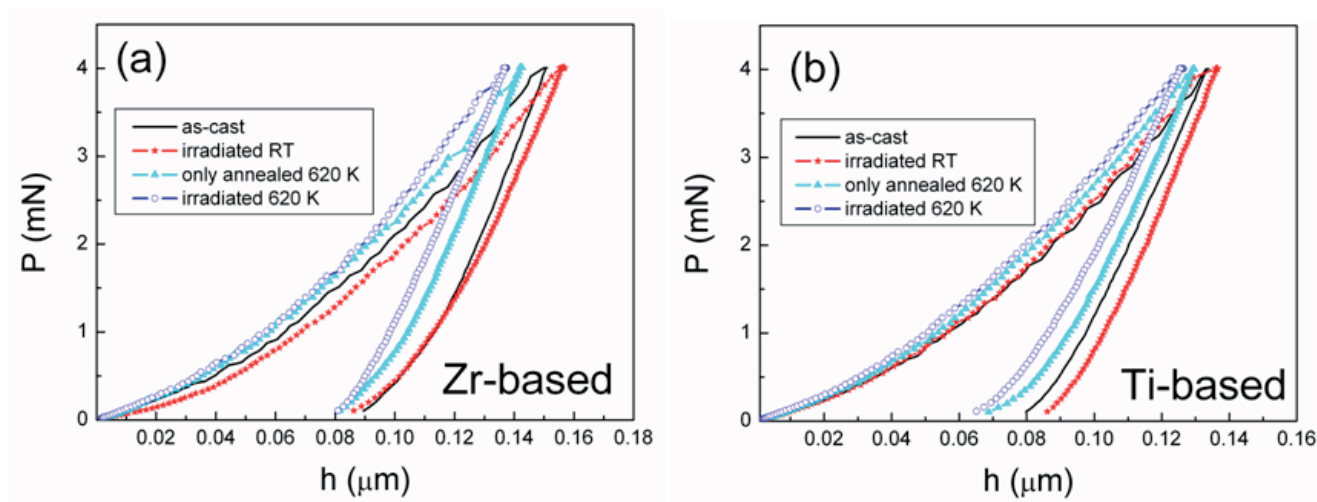 (a)
as-cast
irradiated RT
only annealed 620 K
irradiated 620 K
Zr-based
P (mN)
4
3
2
1
0
0.02 0.04 0.06 0.08 0.10 0.12 0.14 0.16 0.18
h (μm)
(b)
as-cast
irradiated RT
only annealed 620 K
irradiated 620 K
Ti-based
P (mN)
4
3
2
1
0
0.02 0.04 0.06 0.08 0.10 0.12 0.14 0.16
h (μm)